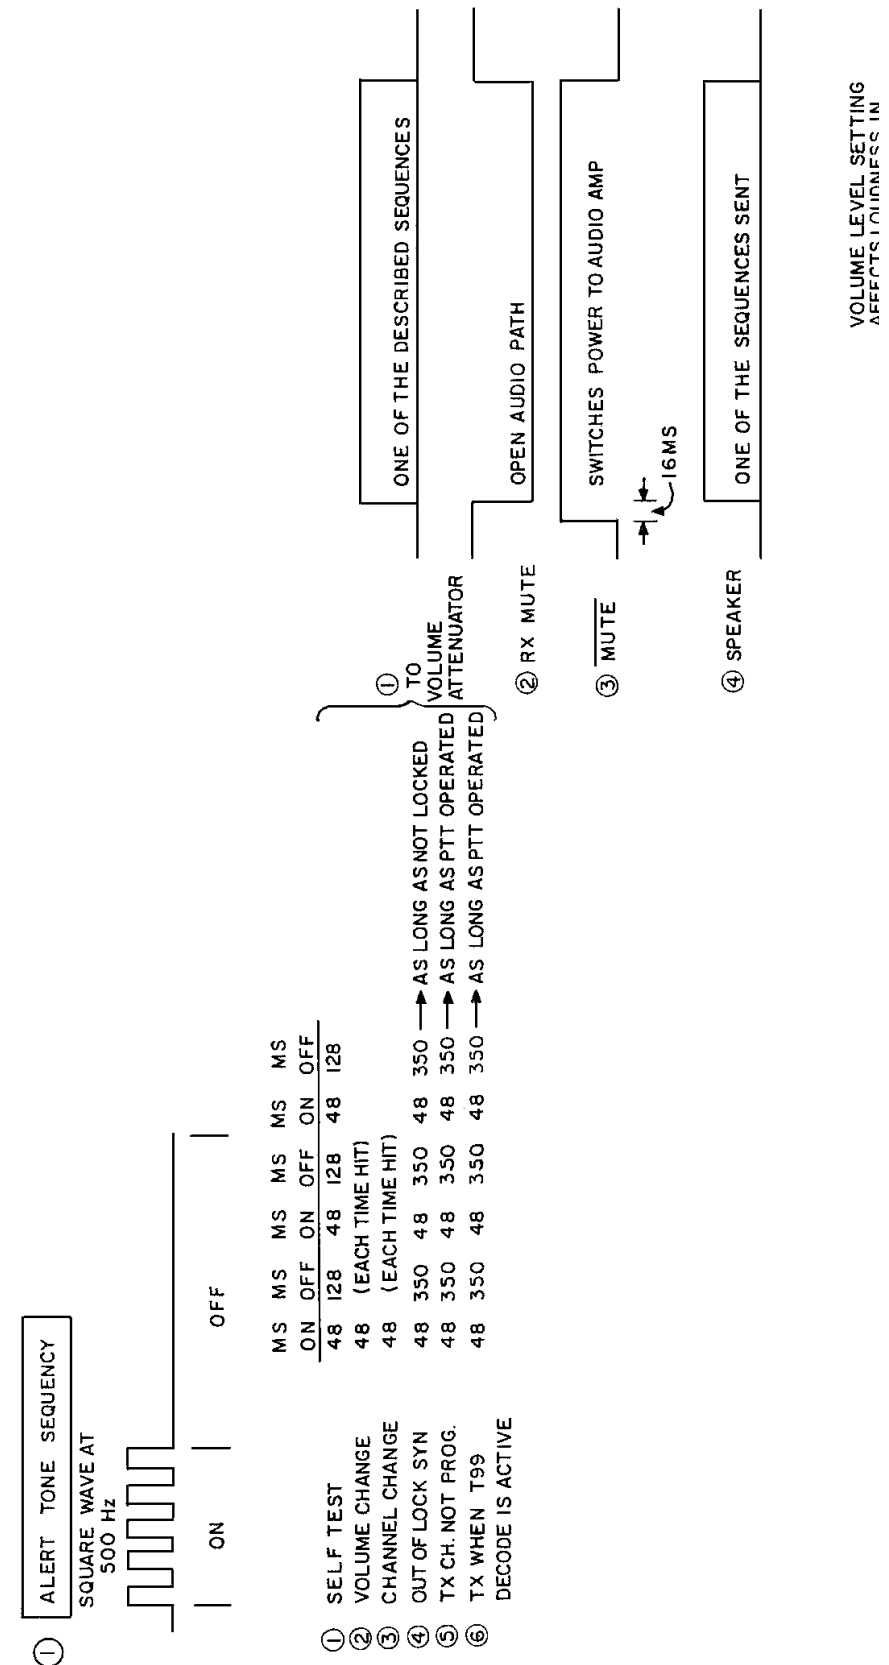 ① ALERT TONE SEQUENCY
SQUARE WAVE AT
500 Hz
ON OFF
MS MS MS MS MS MS
ON OFF ON OFF ON OFF
① SELF TEST 48 128 48 128 48 128
② VOLUME CHANGE 48 (EACH TIME HIT)
③ CHANNEL CHANGE 48 (EACH TIME HIT)
④ OUT OF LOCK SYN 48 350 48 350 48 350 AS LONG AS NOT LOCKED
⑤ TX CH. NOT PROG. 48 350 48 350 48 350 AS LONG AS PTT OPERATED
⑥ TX WHEN T99 48 350 48 350 48 350 AS LONG AS PTT OPERATED
DECODE IS ACTIVE
①
TO
VOLUME
ATTENUATOR
ONE OF THE DESCRIBED SEQUENCES
② RX MUTE
OPEN AUDIO PATH
③ MUTE
SWITCHES POWER TO AUDIO AMP
16MS
④ SPEAKER
ONE OF THE SEQUENCES SENT
VOLUME LEVEL SETTING
AFFECTS LOUDNESS IN